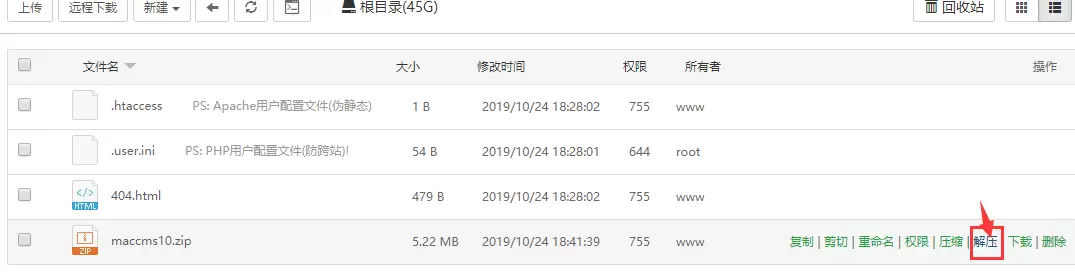 上传 远程下载 新建 根目录(45G) 回收站
文件名 大小 修改时间 权限 所有者 操作
.htaccess PS: Apache用户配置文件(伪静态) 1 B 2019/10/24 18:28:02 755 www
.user.ini PS: PHP用户配置文件(防跨站)! 54 B 2019/10/24 18:28:01 644 root
</> HTML 404.html 479 B 2019/10/24 18:28:02 755 www
ZIP maccms10.zip 5.22 MB 2019/10/24 18:41:39 755 www 复制 | 剪切 | 重命名 | 权限 | 压缩 | 解压 下载 | 删除